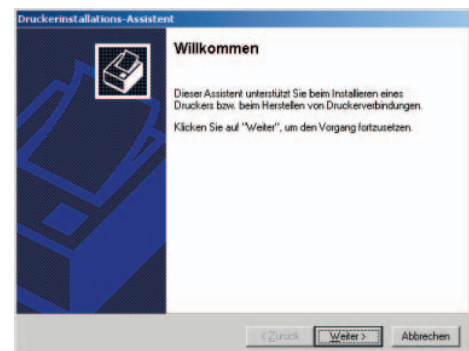 Druckerinstallations-Assistent
Willkommen
Dieser Assistent unterstützt Sie beim Installieren eines
Druckers bzw. beim Herstellen von Druckerverbindungen.
Klicken Sie auf "Weiter", um den Vorgang fortzusetzen.
< Zurück Weiter > Abbrechen